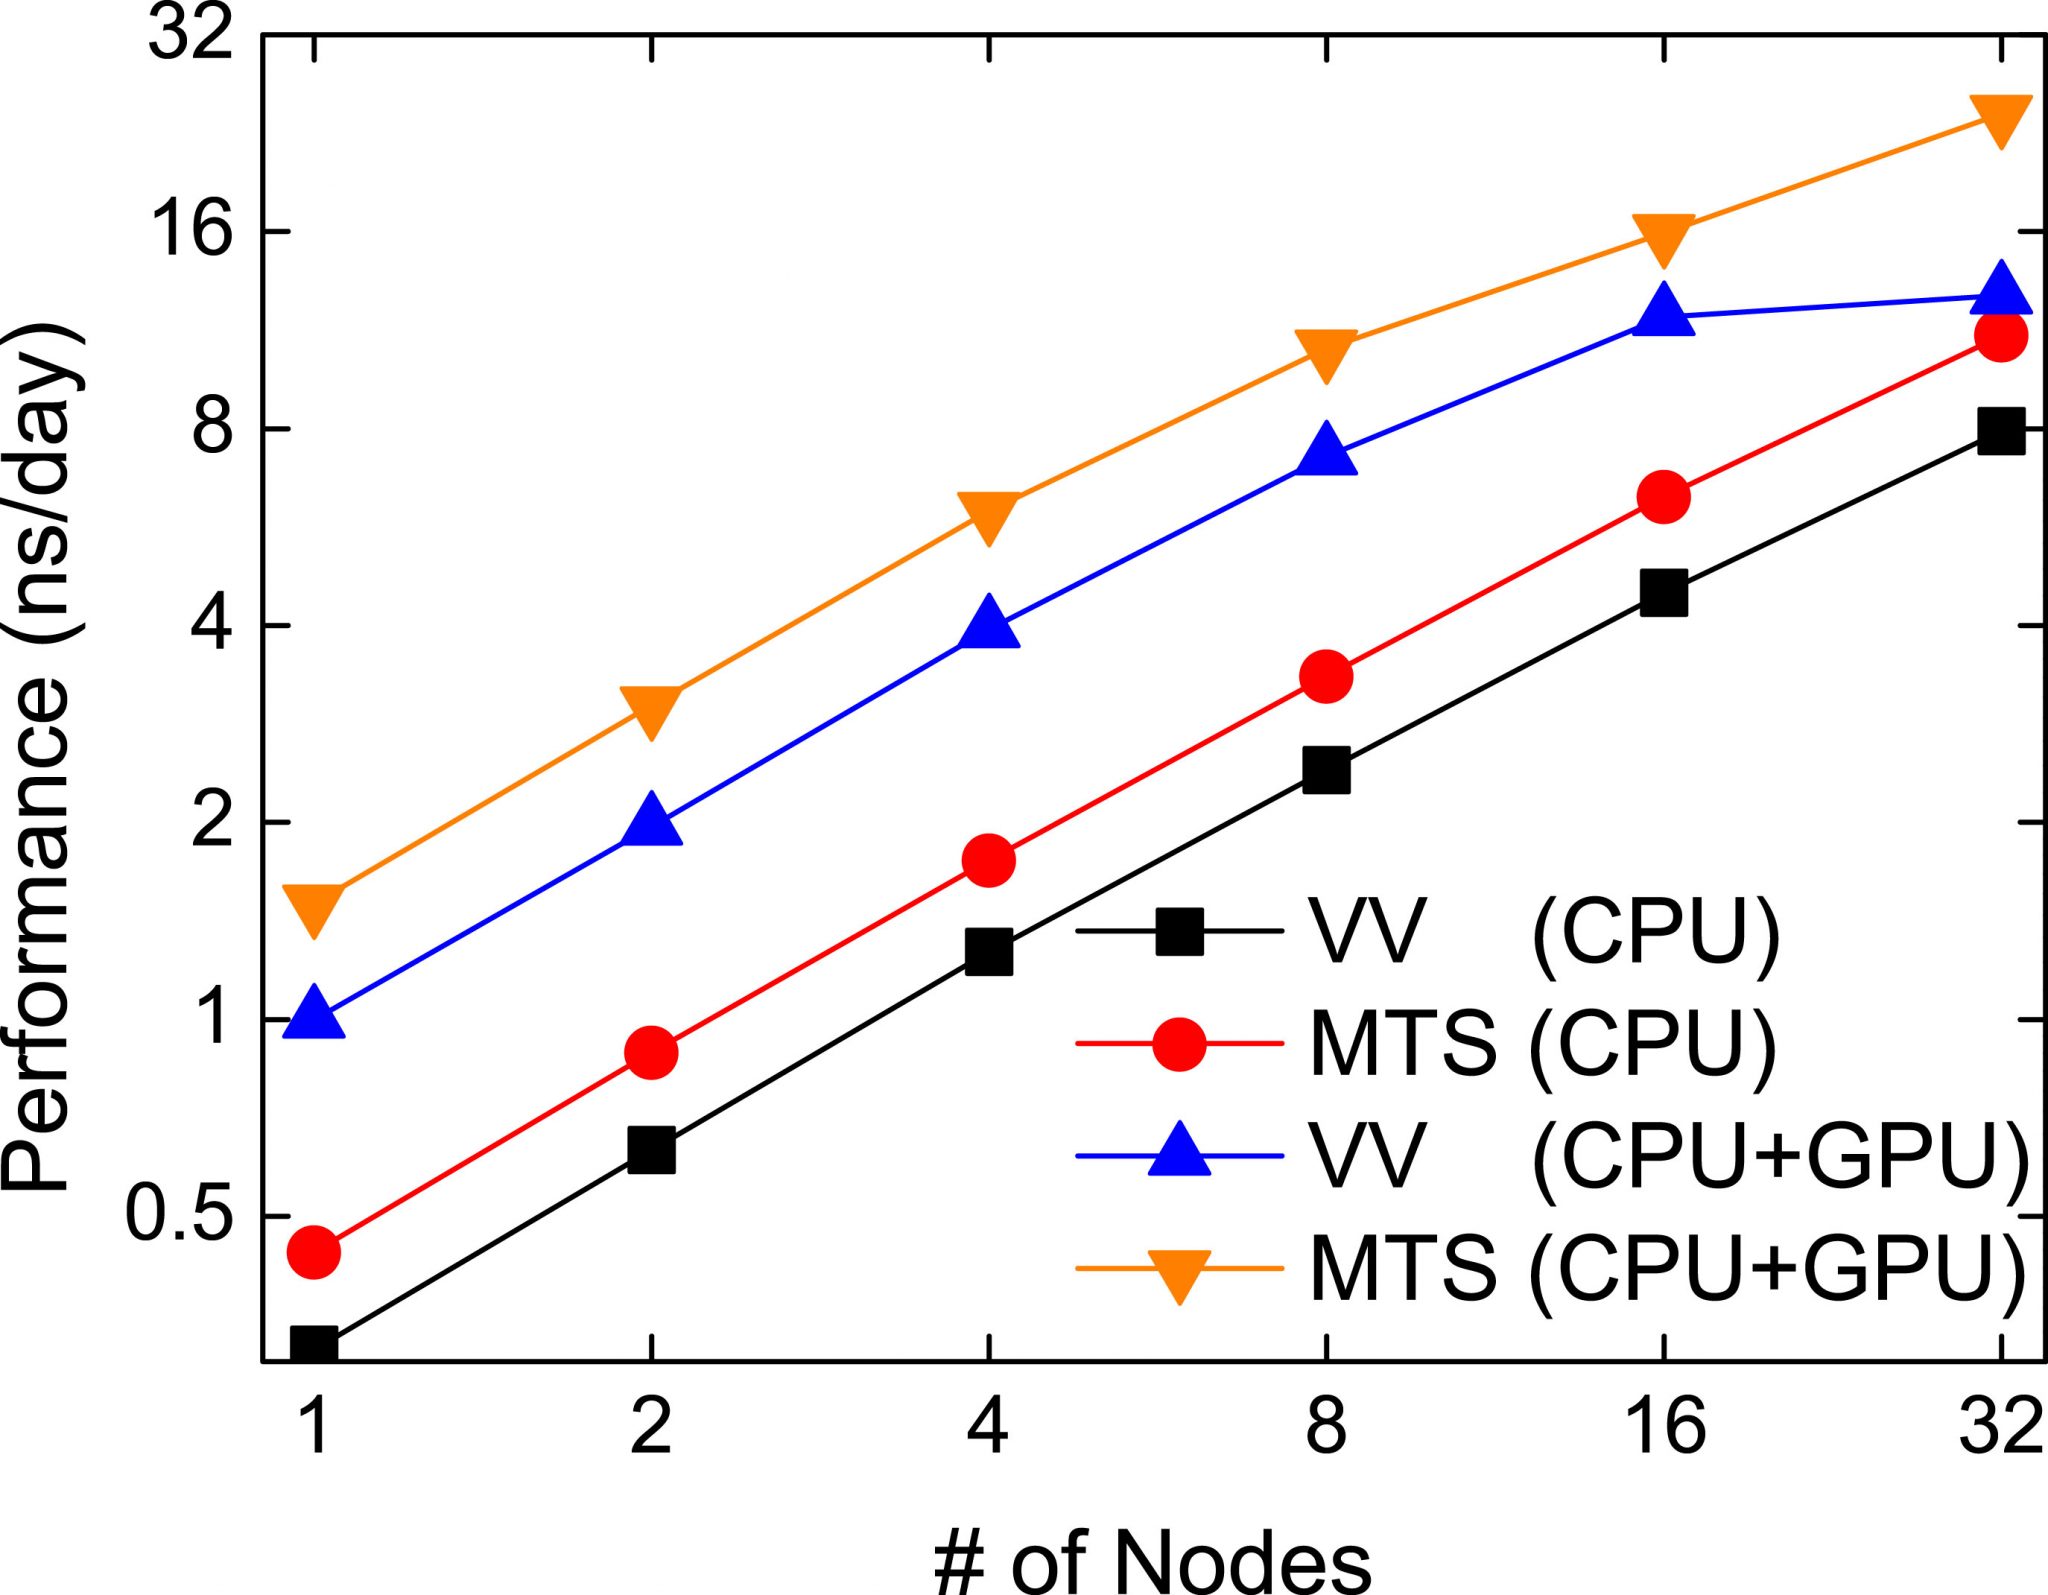 32
16
8
4
2
1
0.5
Performance (ns/day)
VV (CPU)
MTS (CPU)
VV (CPU+GPU)
MTS (CPU+GPU)
1 2 4 8 16 32
# of Nodes